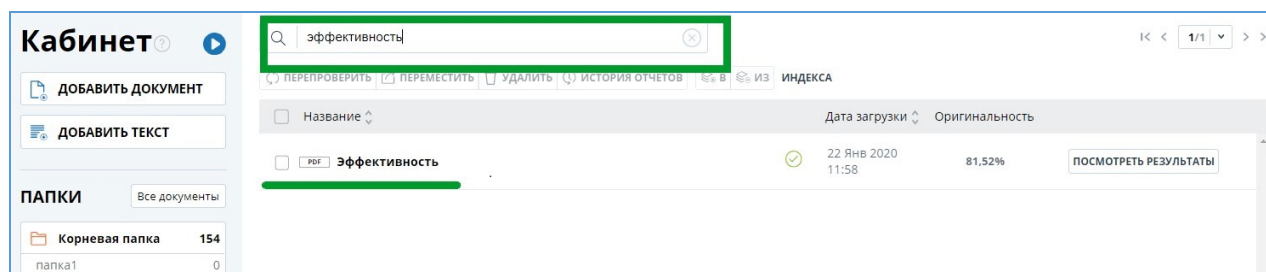 Кабинет
ДОБАВИТЬ ДОКУМЕНТ
ДОБАВИТЬ ТЕКСТ
ПАПКИ Все документы
Корневая папка 154
папка1 0
эффективность
1/1
ПЕРЕПРОВЕРИТЬ ПЕРЕМЕСТИТЬ УДАЛИТЬ ИСТОРИЯ ОТЧЕТОВ В ИЗ ИНДЕКСА
Название Дата загрузки Оригинальность
PDF Эффективность 22 Янв 2020 81,52% ПОСМОТРЕТЬ РЕЗУЛЬТАТЫ
11:58